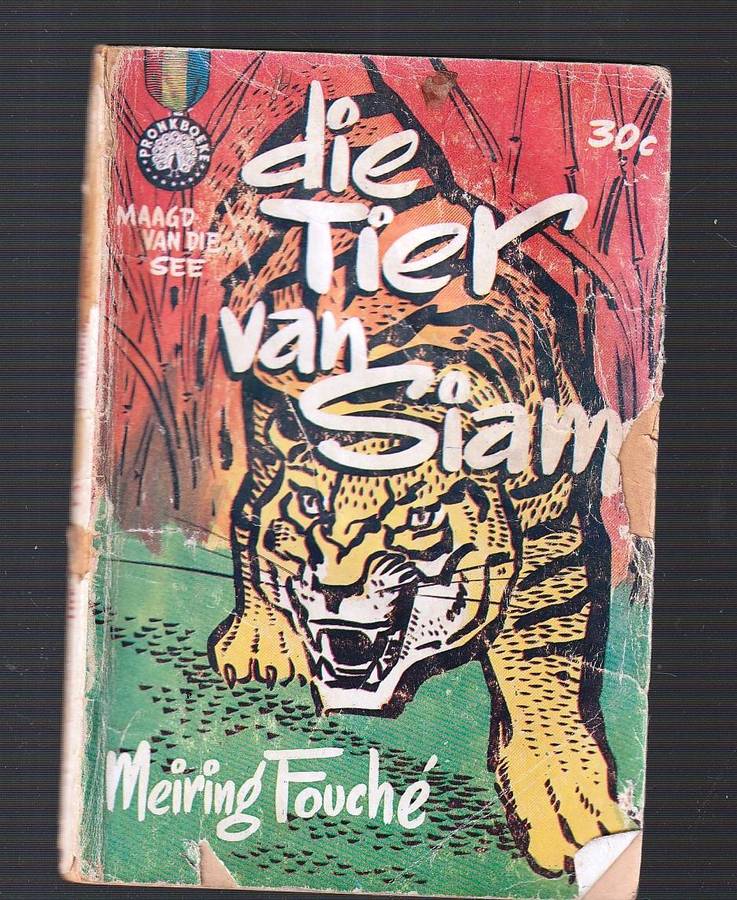 PRONKBOEKE
30c
die
Tier
van
Siam
MAAGD
VAN DIE
SEE
Meiring Fouché